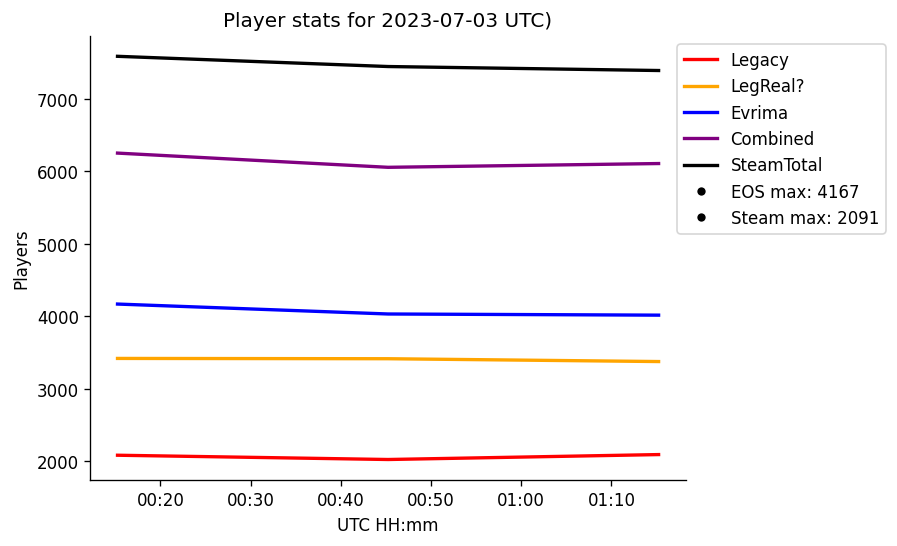 Player stats for 2023-07-03 UTC)
Legacy
LegReal?
Evrima
Combined
SteamTotal
EOS max: 4167
Steam max: 2091
Players
7000
6000
5000
4000
3000
2000
00:20 00:30 00:40 00:50 01:00 01:10
UTC HH:mm